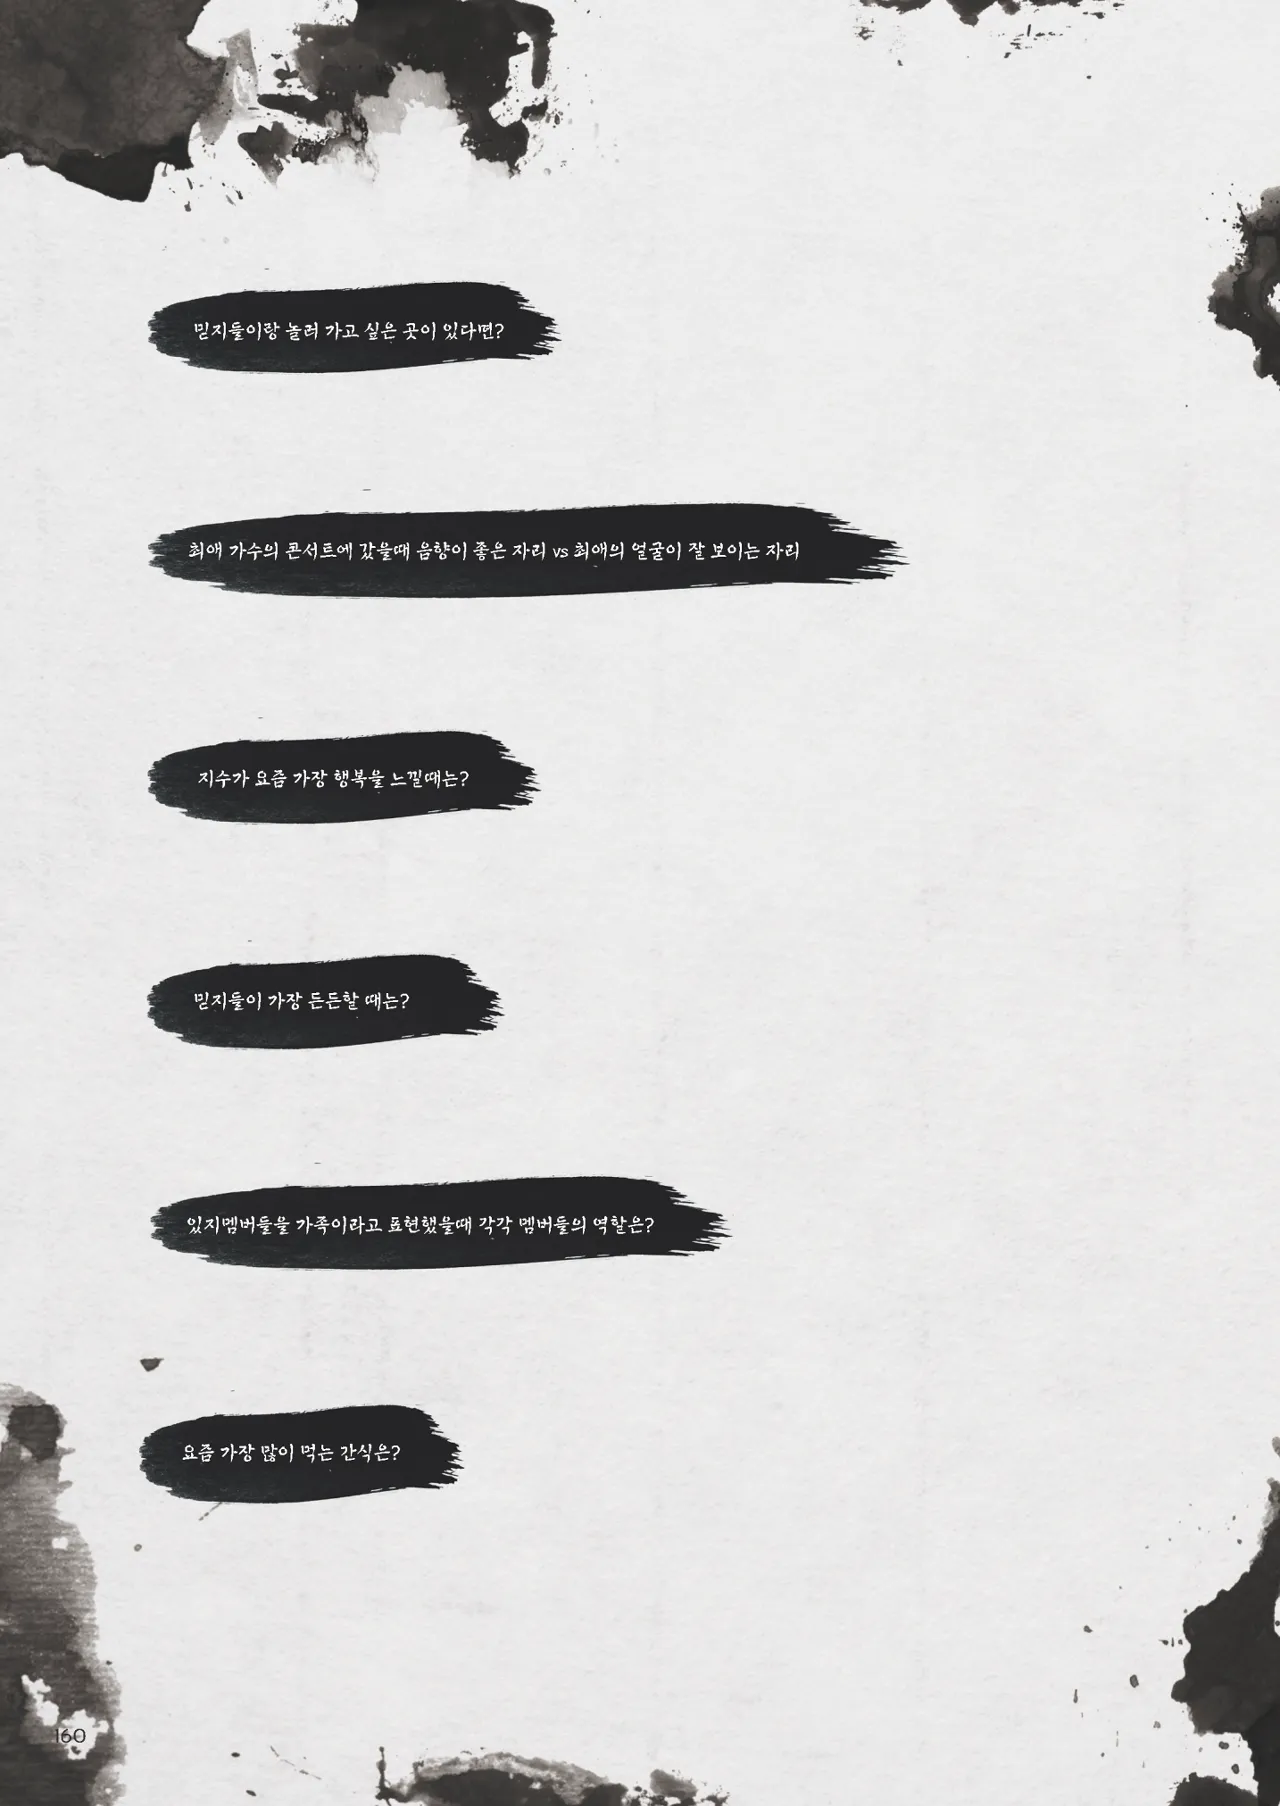 믿지들이랑 놀러 가고 싶은 곳이 있다면?
최애 가수의 콘서트에 갔을때 음향이 좋은 자리 vs 최애의 얼굴이 잘 보이는 자리
지수가 요즘 가장 행복을 느낄때는?
믿지들이 가장 든든할 때는?
있지멤버들을 가족이라고 표현했을때 각각 멤버들의 역할은?
요즘 가장 많이 먹는 간식은?
160